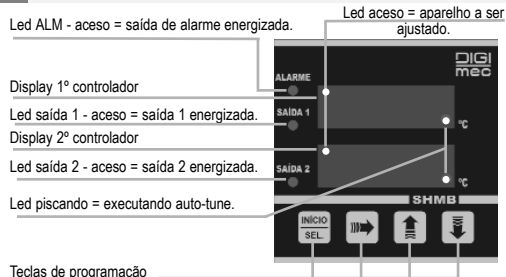 Led ALM - aceso = saída de alarme energizada.
Led aceso = aparelho a ser
ajustado.
DIGI
mec
ALARME
Display 1º controlador
SAÍDA 1
Led saída 1 - aceso = saída 1 energizada.
ºC
Display 2º controlador
Led saída 2 - aceso = saída 2 energizada.
SAÍDA 2
ºC
Led piscando = executando auto-tune.
SHMB
INÍCIO
SEL.
Teclas de programação